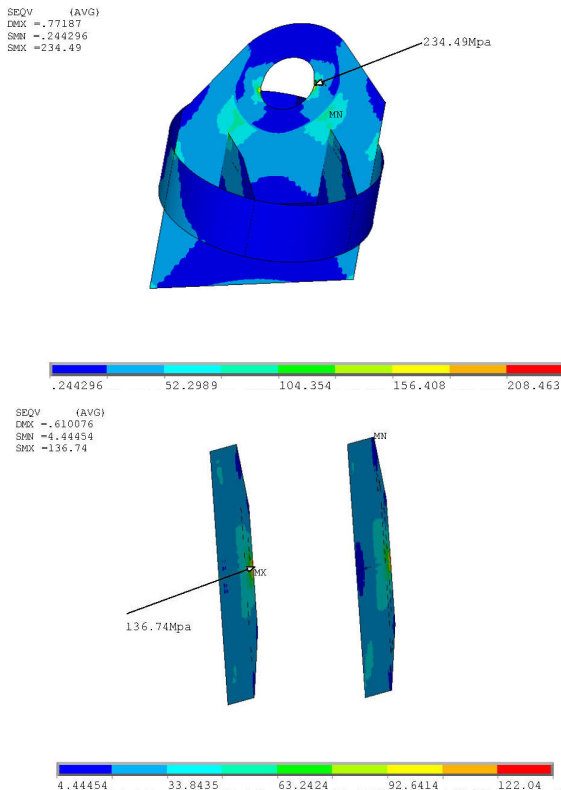 SEQV (AVG)
DMX =.77187
SMN =.244296
SMX =234.49
234.49Mpa
MN
.244296 52.2989 104.354 156.408 208.463
SEQV (AVG)
DMX =.610076
SMN =4.44454
SMX =136.74
MN
MX
136.74Mpa
4.44454 33.8435 63.2424 92.6414 122.04